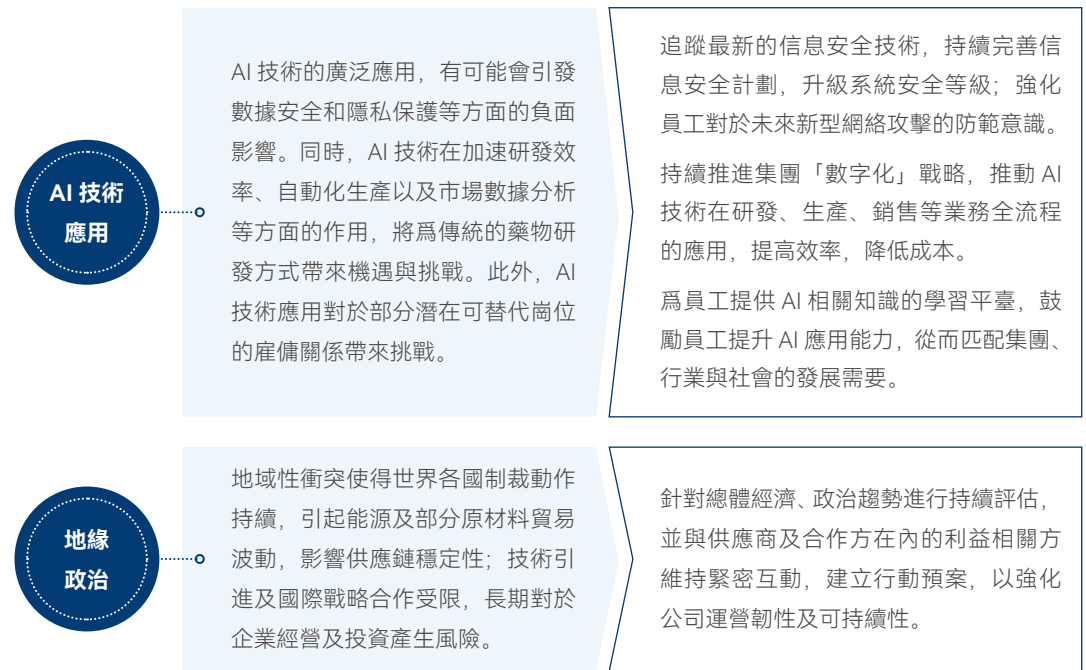 AI 技術
應用
AI 技術的廣泛應用，有可能會引發
數據安全和隱私保護等方面的負面
影響。同時，AI 技術在加速研發效
率、自動化生產以及市場數據分析
等方面的作用，將爲傳統的藥物研
發方式帶來機遇與挑戰。此外，AI
技術應用對於部分潛在可替代崗位
的雇傭關係帶來挑戰。
追蹤最新的信息安全技術，持續完善信
息安全計劃，升級系統安全等級；強化
員工對於未來新型網絡攻擊的防範意識。
持續推進集團「數字化」戰略，推動 AI
技術在研發、生產、銷售等業務全流程
的應用，提高效率，降低成本。
爲員工提供 AI 相關知識的學習平臺，鼓
勵員工提升 AI 應用能力，從而匹配集團、
行業與社會的發展需要。
地緣
政治
地域性衝突使得世界各國制裁動作
持續，引起能源及部分原材料貿易
波動，影響供應鏈穩定性；技術引
進及國際戰略合作受限，長期對於
企業經營及投資產生風險。
針對總體經濟、政治趨勢進行持續評估，
並與供應商及合作方在內的利益相關方
維持緊密互動，建立行動預案，以強化
公司運營韌性及可持續性。